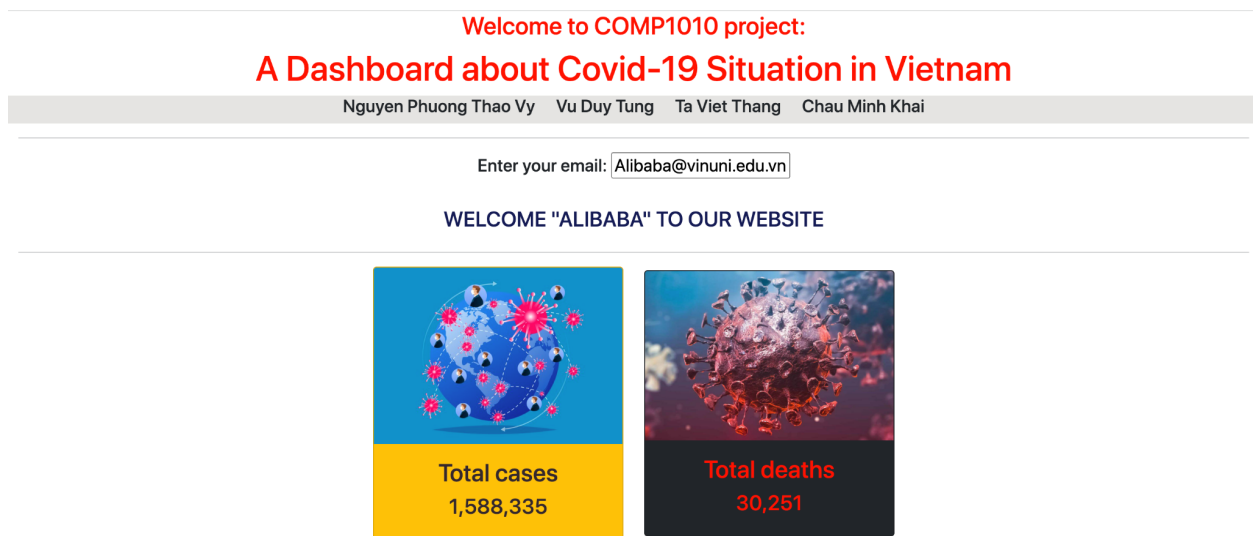 Welcome to COMP1010 project:
A Dashboard about Covid-19 Situation in Vietnam
Nguyen Phuong Thao Vy Vu Duy Tung Ta Viet Thang Chau Minh Khai
Enter your email: Alibaba@vinuni.edu.vn
WELCOME "ALIBABA" TO OUR WEBSITE
Total cases
1,588,335
Total deaths
30,251